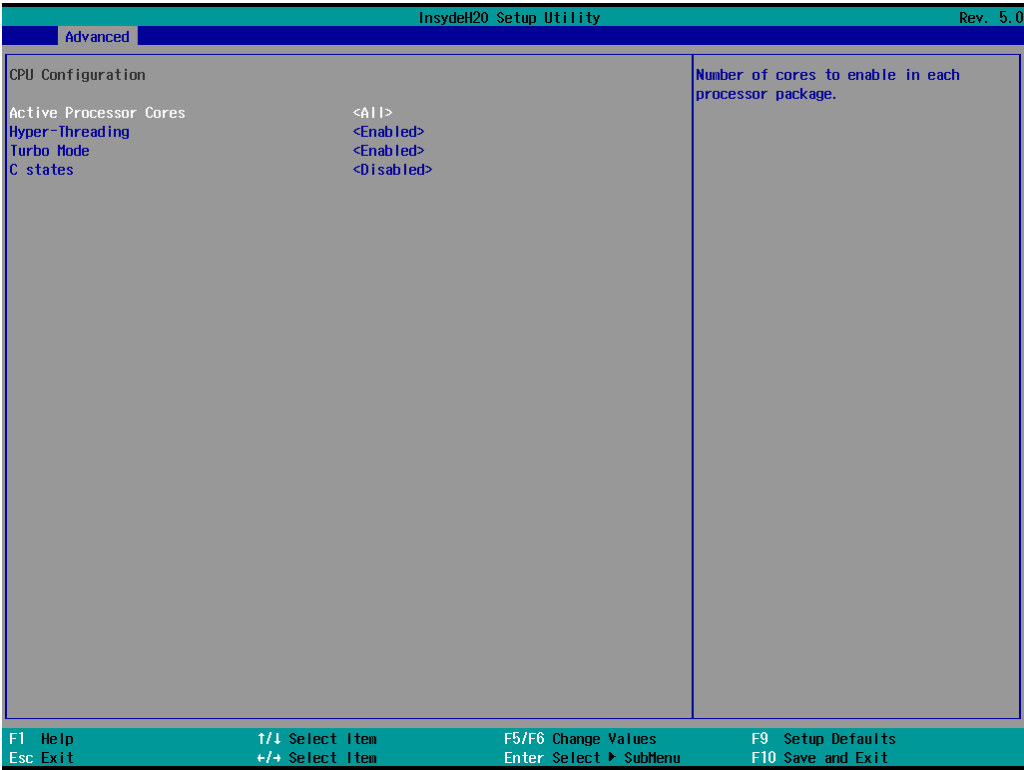 InsydeH20 Setup Utility Rev. 5.0
Advanced
CPU Configuration
Active Processor Cores <All>
Hyper-Threading <Enabled>
Turbo Mode <Enabled>
C states <Disabled>
Number of cores to enable in each
processor package.
F1 Help ↑/↓ Select Item F5/F6 Change Values F9 Setup Defaults
Esc Exit ←/→ Select Item Enter Select ▶ SubMenu F10 Save and Exit